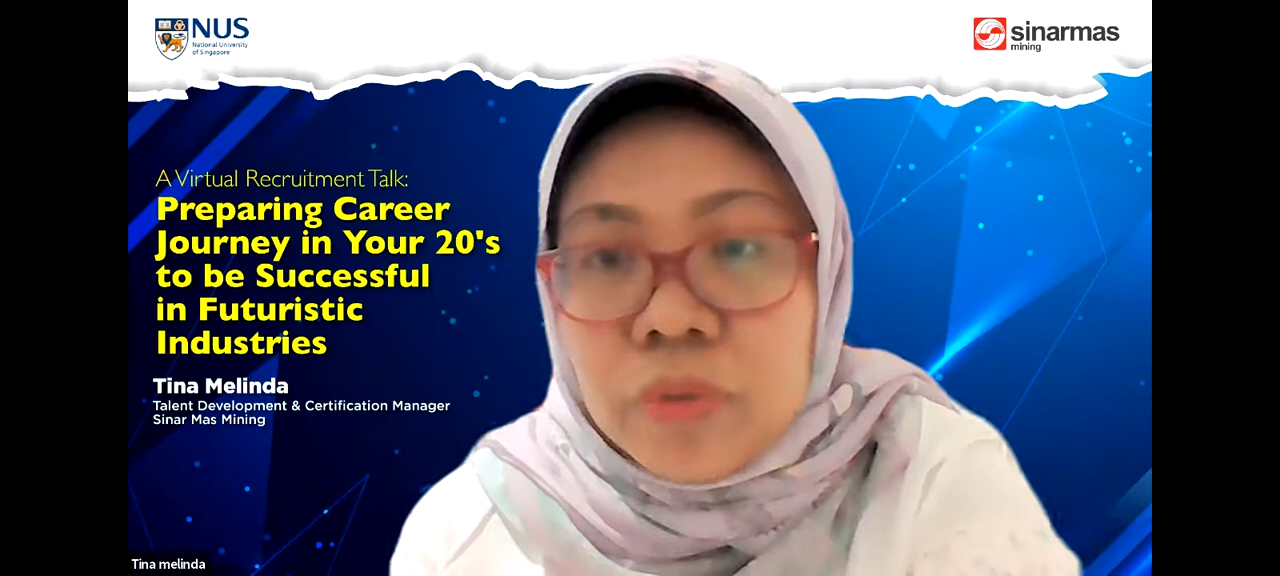 NUS
National University
of Singapore
sinarmas
mining
A Virtual Recruitment Talk:
Preparing Career
Journey in Your 20's
to be Successful
in Futuristic
Industries
Tina Melinda
Talent Development & Certification Manager
Sinar Mas Mining
Tina melinda